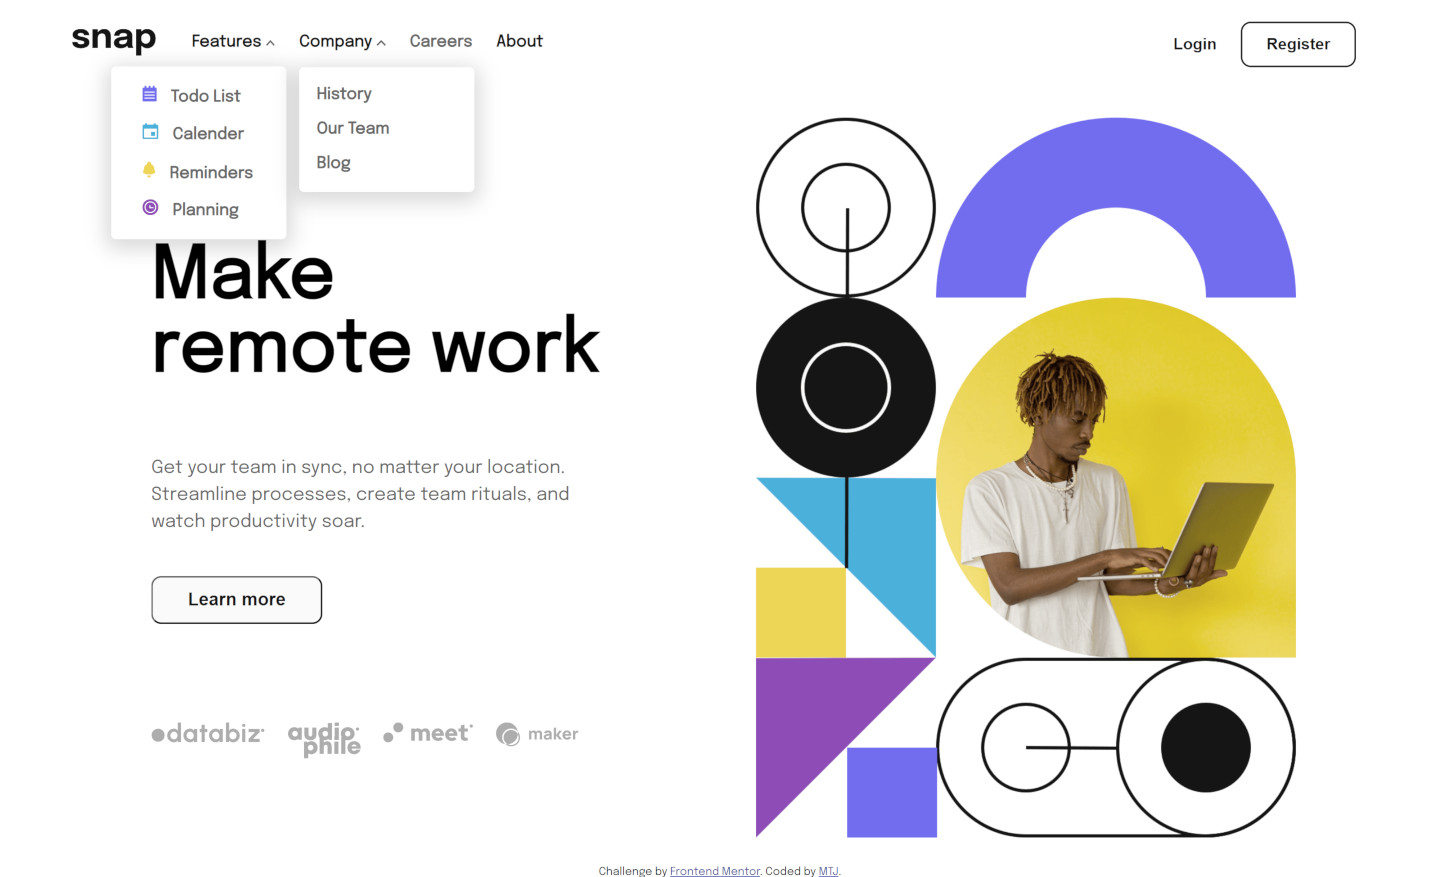 snap
Features
Company
Careers
About
Login
Register
Todo List
Calender
Reminders
Planning
History
Our Team
Blog
Make
remote work
Get your team in sync, no matter your location.
Streamline processes, create team rituals, and
watch productivity soar.
Learn more
databiz
audio
phile
meet
maker
Challenge by Frontend Mentor. Coded by MTJ.